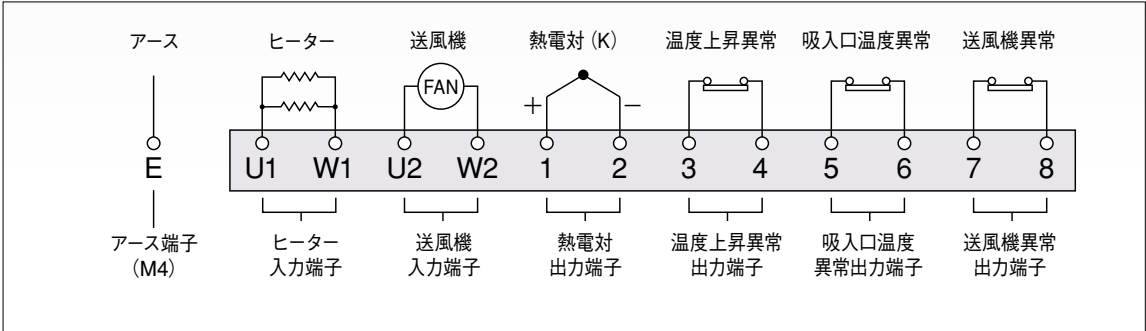 アース ヒーター 送風機 熱電対 (K) 温度上昇異常 吸入口温度異常 送風機異常
FAN
+ −
E U1 W1 U2 W2 1 2 3 4 5 6 7 8
アース端子 ヒーター 送風機 熱電対 温度上昇異常 吸入口温度 送風機異常
(M4) 入力端子 入力端子 出力端子 出力端子 異常出力端子 出力端子